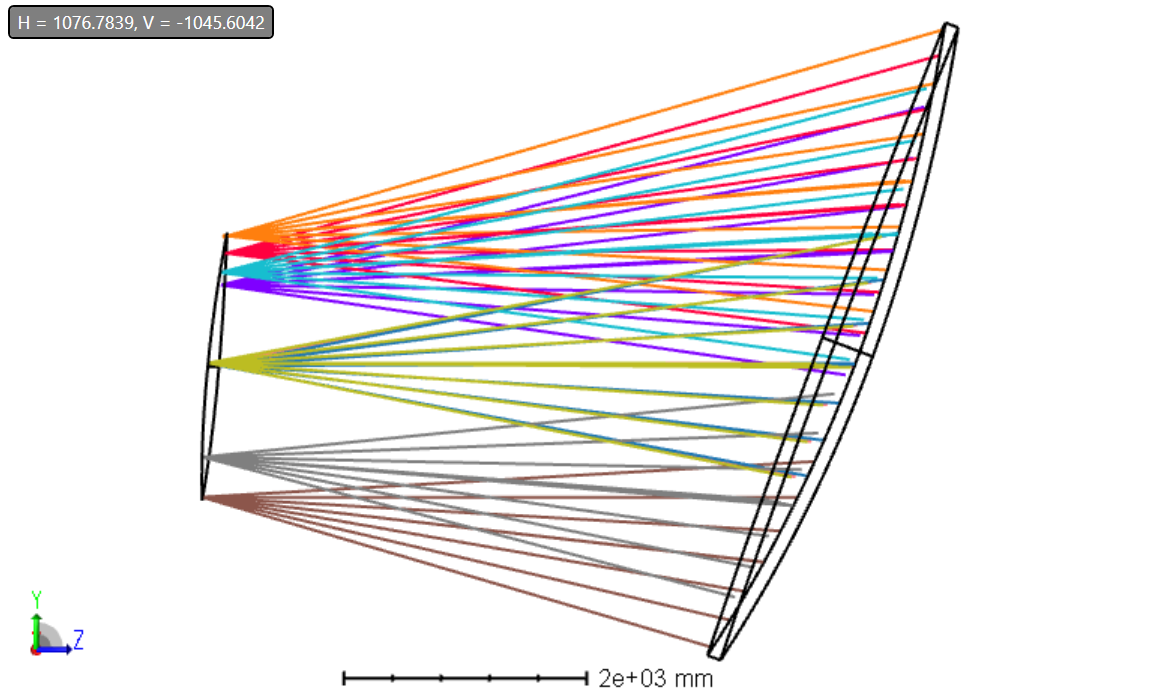 H = 1076.7839, V = -1045.6042
Y
Z
2e+03 mm